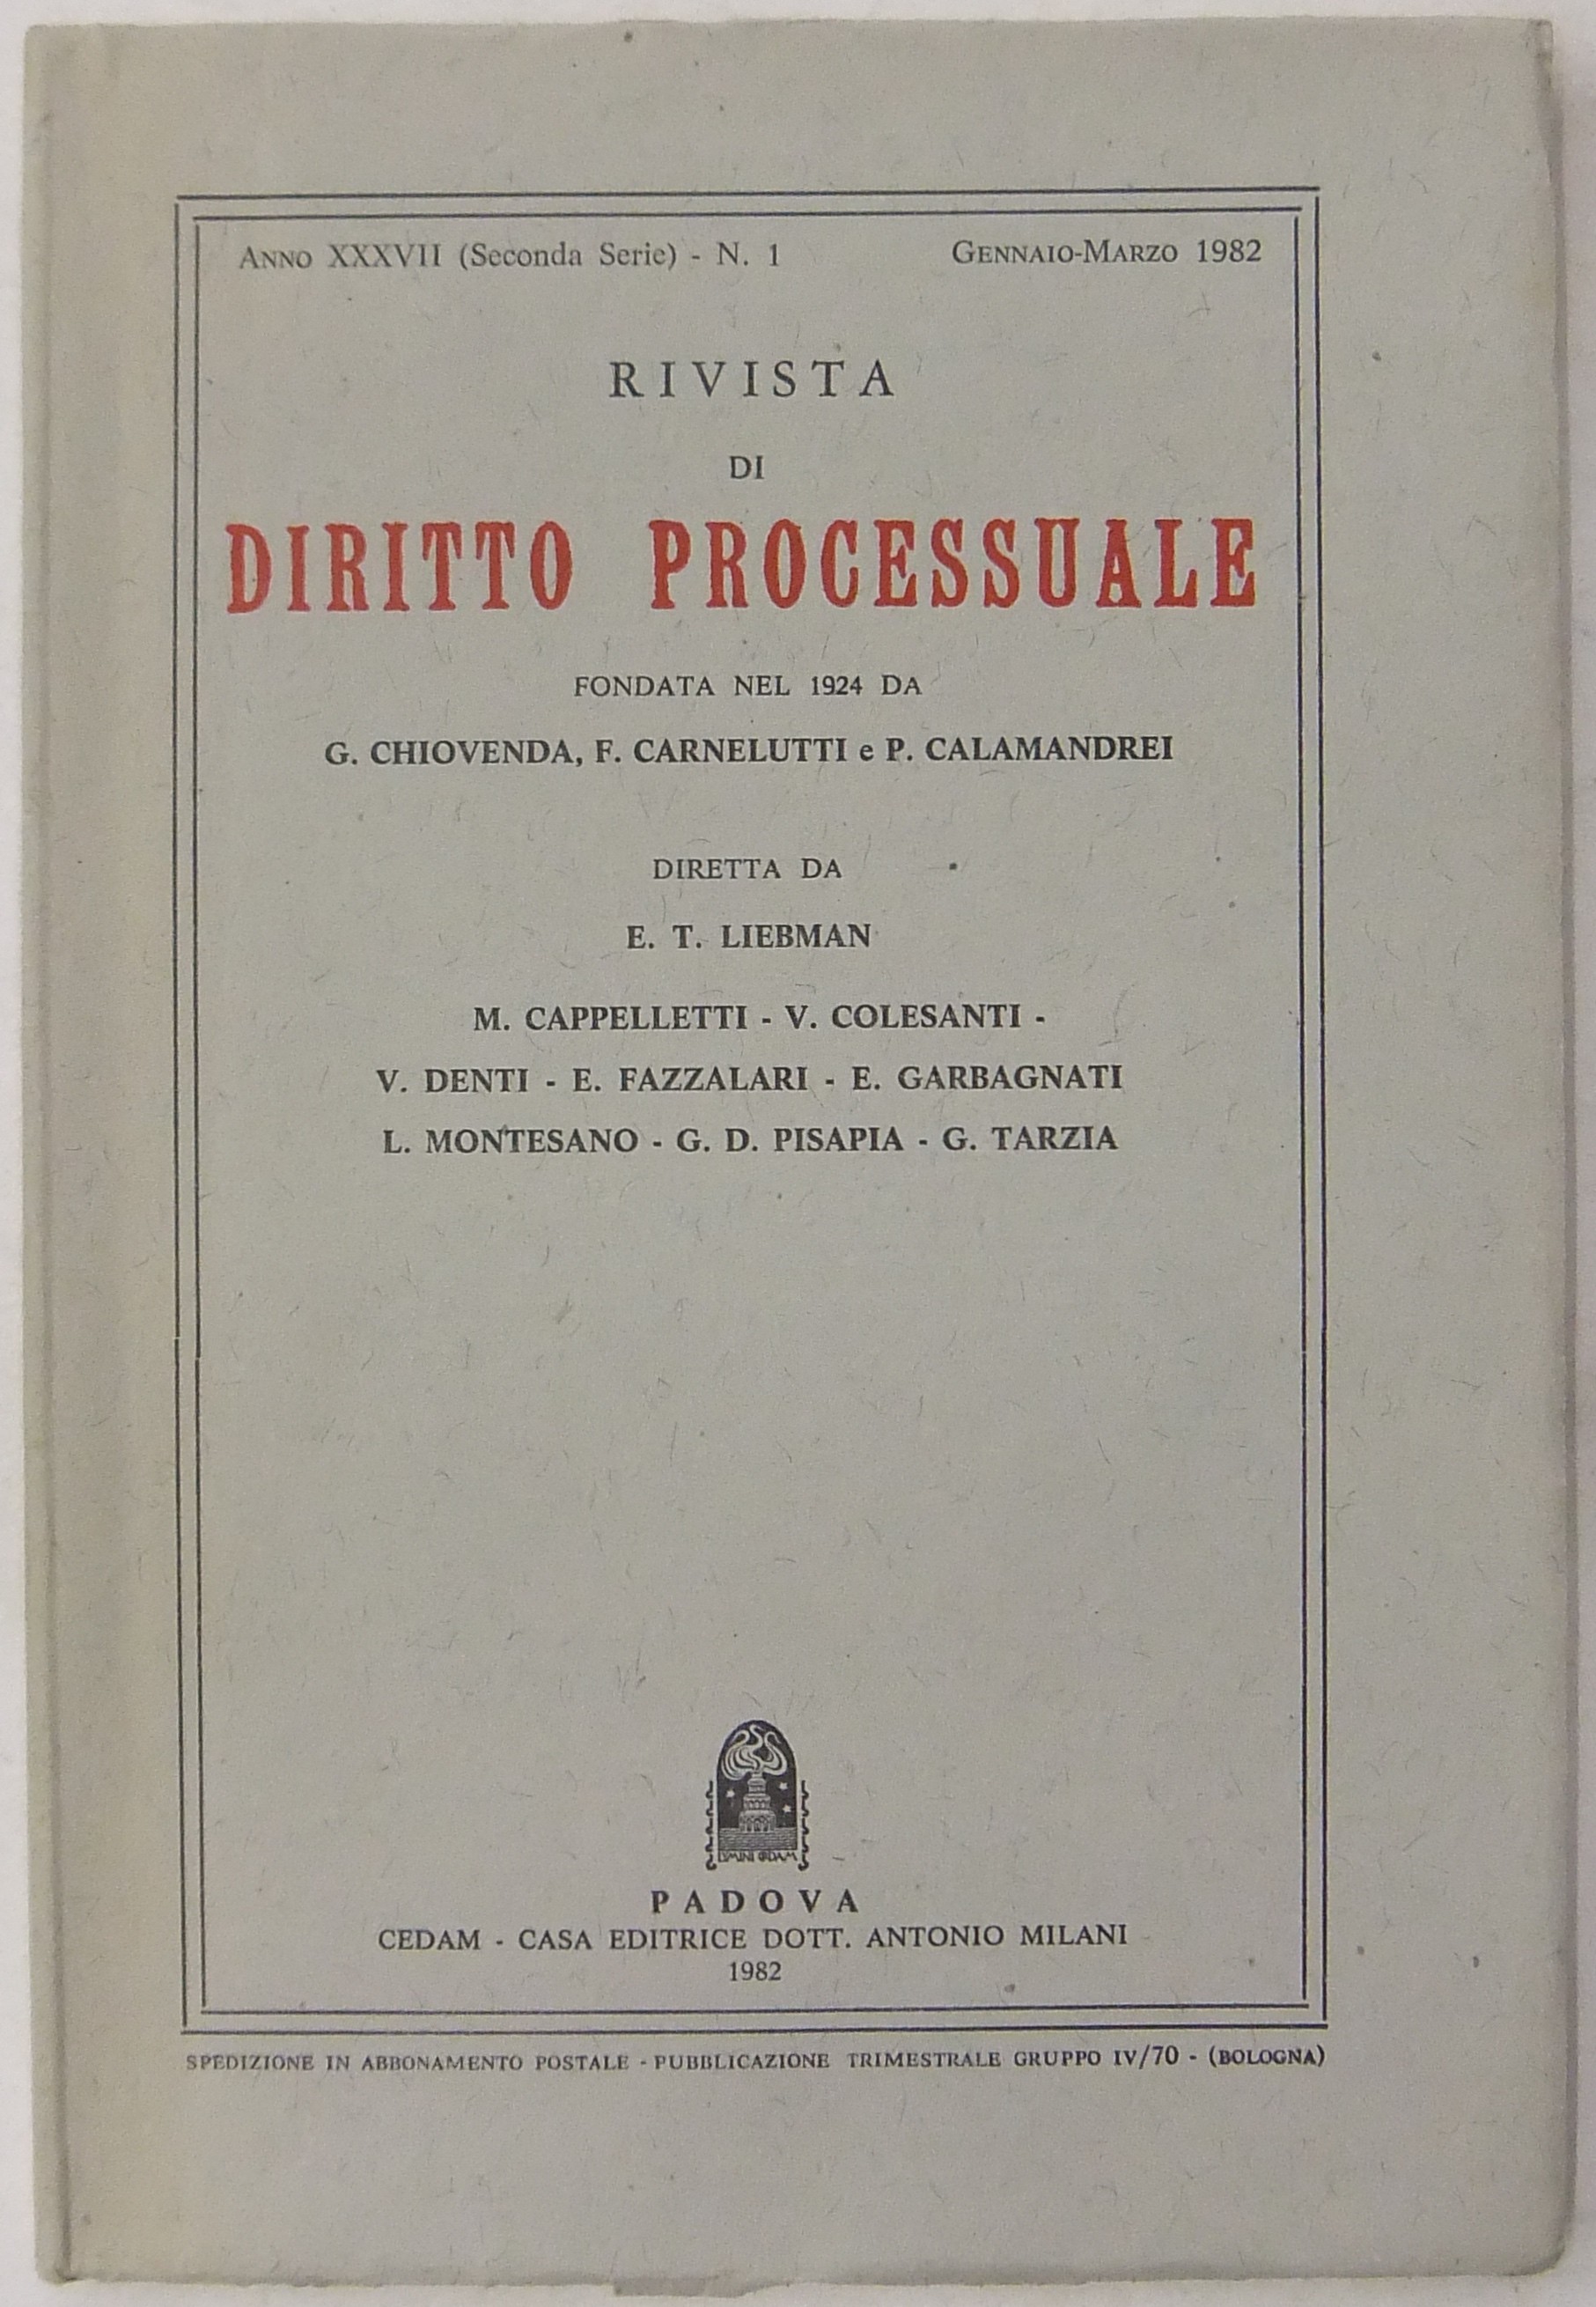 ANNO XXXVII (Seconda Serie) - N. 1 GENNAIO-MARZO 1982
RIVISTA
DI
DIRITTO PROCESSUALE
FONDATA NEL 1924 DA
G. CHIOVENDA, F. CARNELUTTI e P. CALAMANDREI
DIRETTA DA
E. T. LIEBMAN
M. CAPPELLETTI - V. COLESANTI -
V. DENTI - E. FAZZALARI - E. GARBAGNATI
L. MONTESANO - G. D. PISAPIA - G. TARZIA
PADOVA
CEDAM - CASA EDITRICE DOTT. ANTONIO MILANI
1982
SPEDIZIONE IN ABBONAMENTO POSTALE - PUBBLICAZIONE TRIMESTRALE GRUPPO IV/70 - (BOLOGNA)